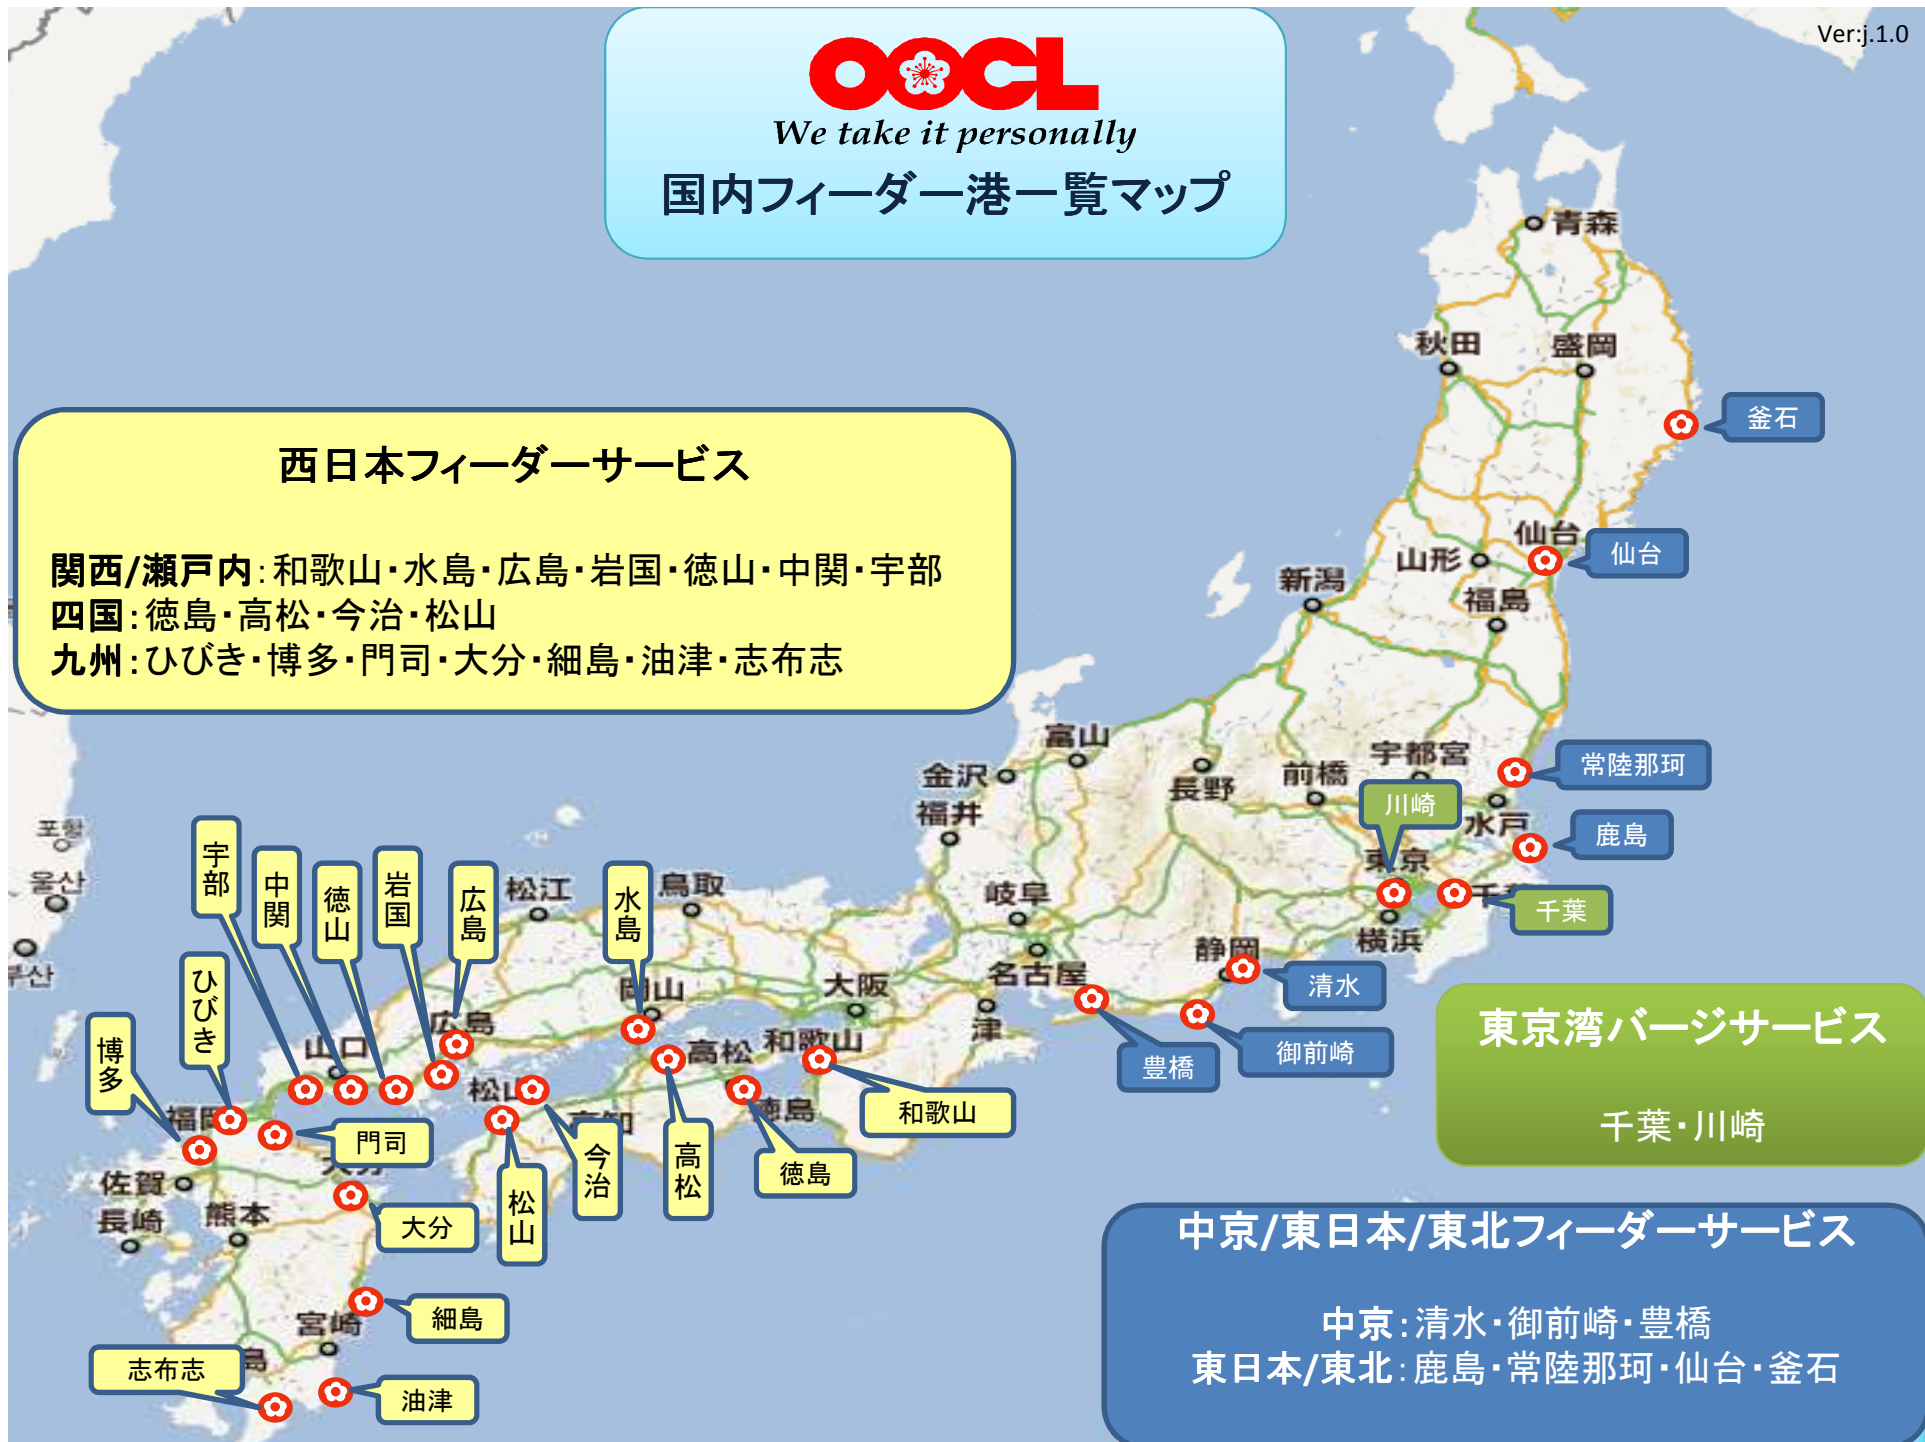 Ver:j.1.0
OOCL
We take it personally
国内フィーダー港一覧マップ
青森
秋田
盛岡
釜石
西日本フィーダーサービス
関西/瀬戸内：和歌山・水島・広島・岩国・徳山・中関・宇部
四国：徳島・高松・今治・松山
九州：ひびき・博多・門司・大分・細島・油津・志布志
仙台
仙台
山形
新潟
福島
富山
金沢
長野
前橋
宇都宮
常陸那珂
福井
川崎
水戸
鹿島
東京
포항
울산
부산
宇部
中関
徳山
岩国
広島
松江
水島
鳥取
岐阜
千葉
横浜
静岡
名古屋
清水
ひびき
岡山
大阪
津
東京湾バージサービス
千葉・川崎
博多
山口
広島
高松
和歌山
豊橋
御前崎
福岡
松山
高知
徳島
和歌山
門司
大分
今治
高松
徳島
佐賀
長崎
熊本
松山
大分
中京/東日本/東北フィーダーサービス
中京：清水・御前崎・豊橋
東日本/東北：鹿島・常陸那珂・仙台・釜石
細島
宮崎
島
志布志
油津